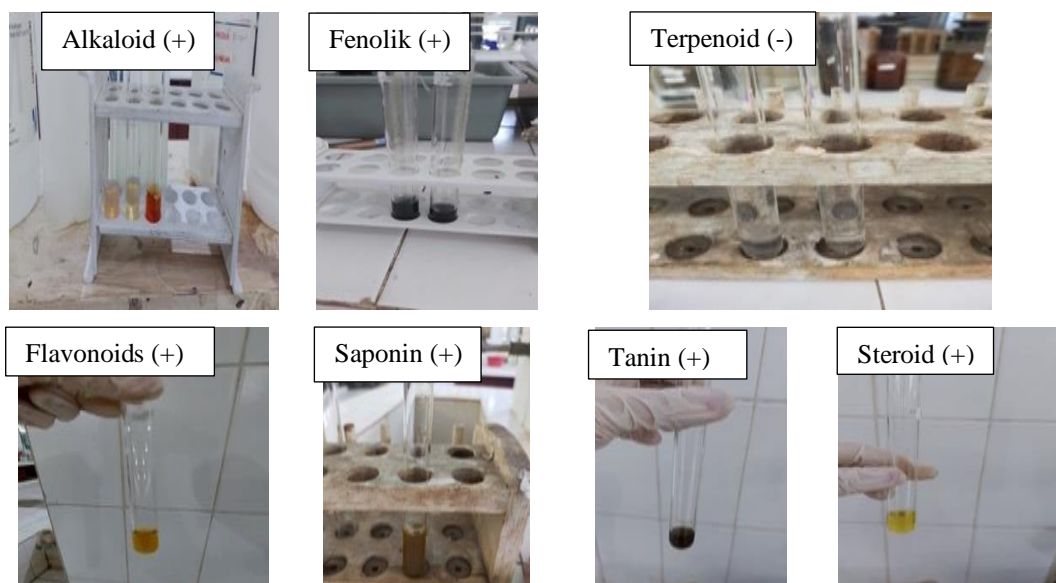 Alkaloid (+)
Fenolik (+)
Terpenoid (-)
Flavonoids (+)
Saponin (+)
Tanin (+)
Steroid (+)